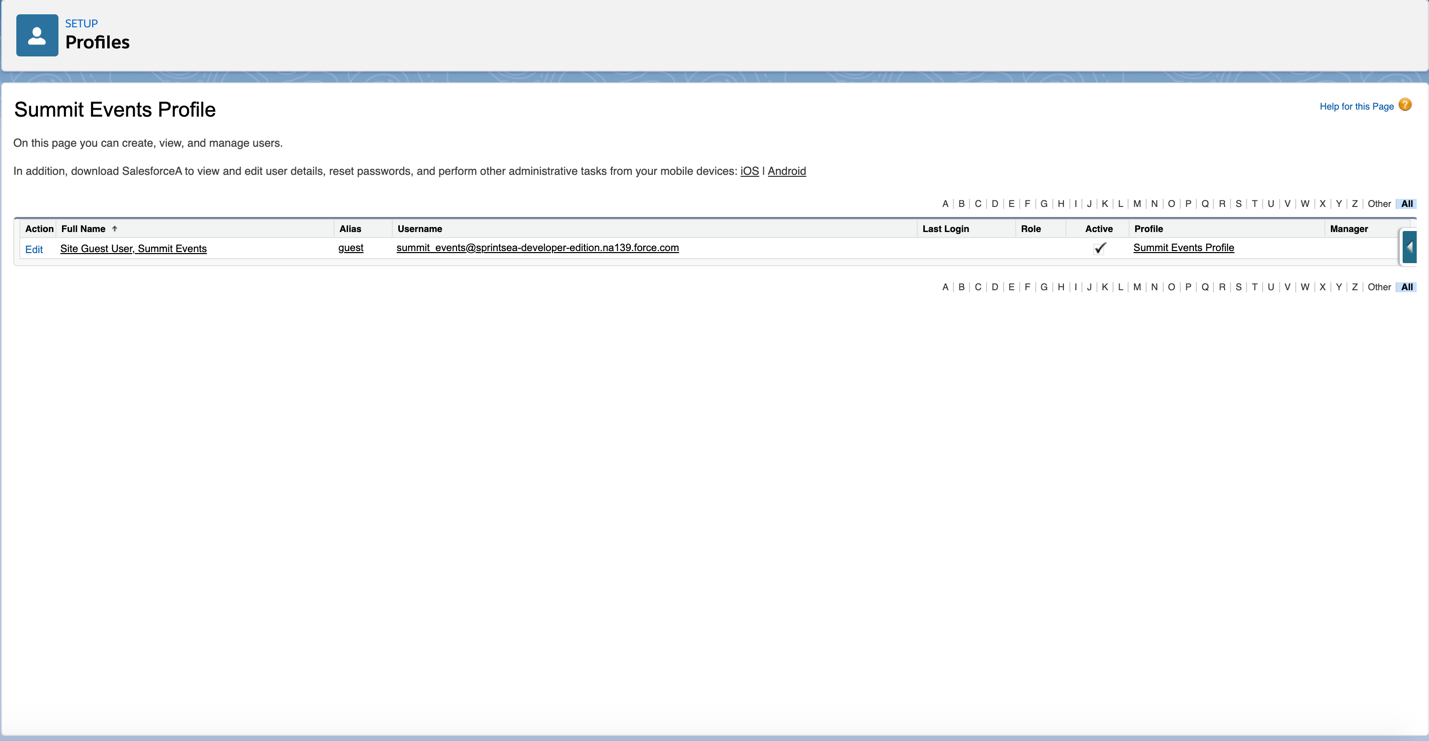 SETUP
Profiles
Summit Events Profile
Help for this Page ?
On this page you can create, view, and manage users.
In addition, download SalesforceA to view and edit user details, reset passwords, and perform other administrative tasks from your mobile devices: iOS | Android
A | B | C | D | E | F | G | H | I | J | K | L | M | N | O | P | Q | R | S | T | U | V | W | X | Y | Z | Other | All
Action Full Name ↑ Alias Username Last Login Role Active Profile Manager
Edit Site Guest User, Summit Events guest summit_events@sprintsea-developer-edition.na139.force.com ✓ Summit Events Profile
A | B | C | D | E | F | G | H | I | J | K | L | M | N | O | P | Q | R | S | T | U | V | W | X | Y | Z | Other | All